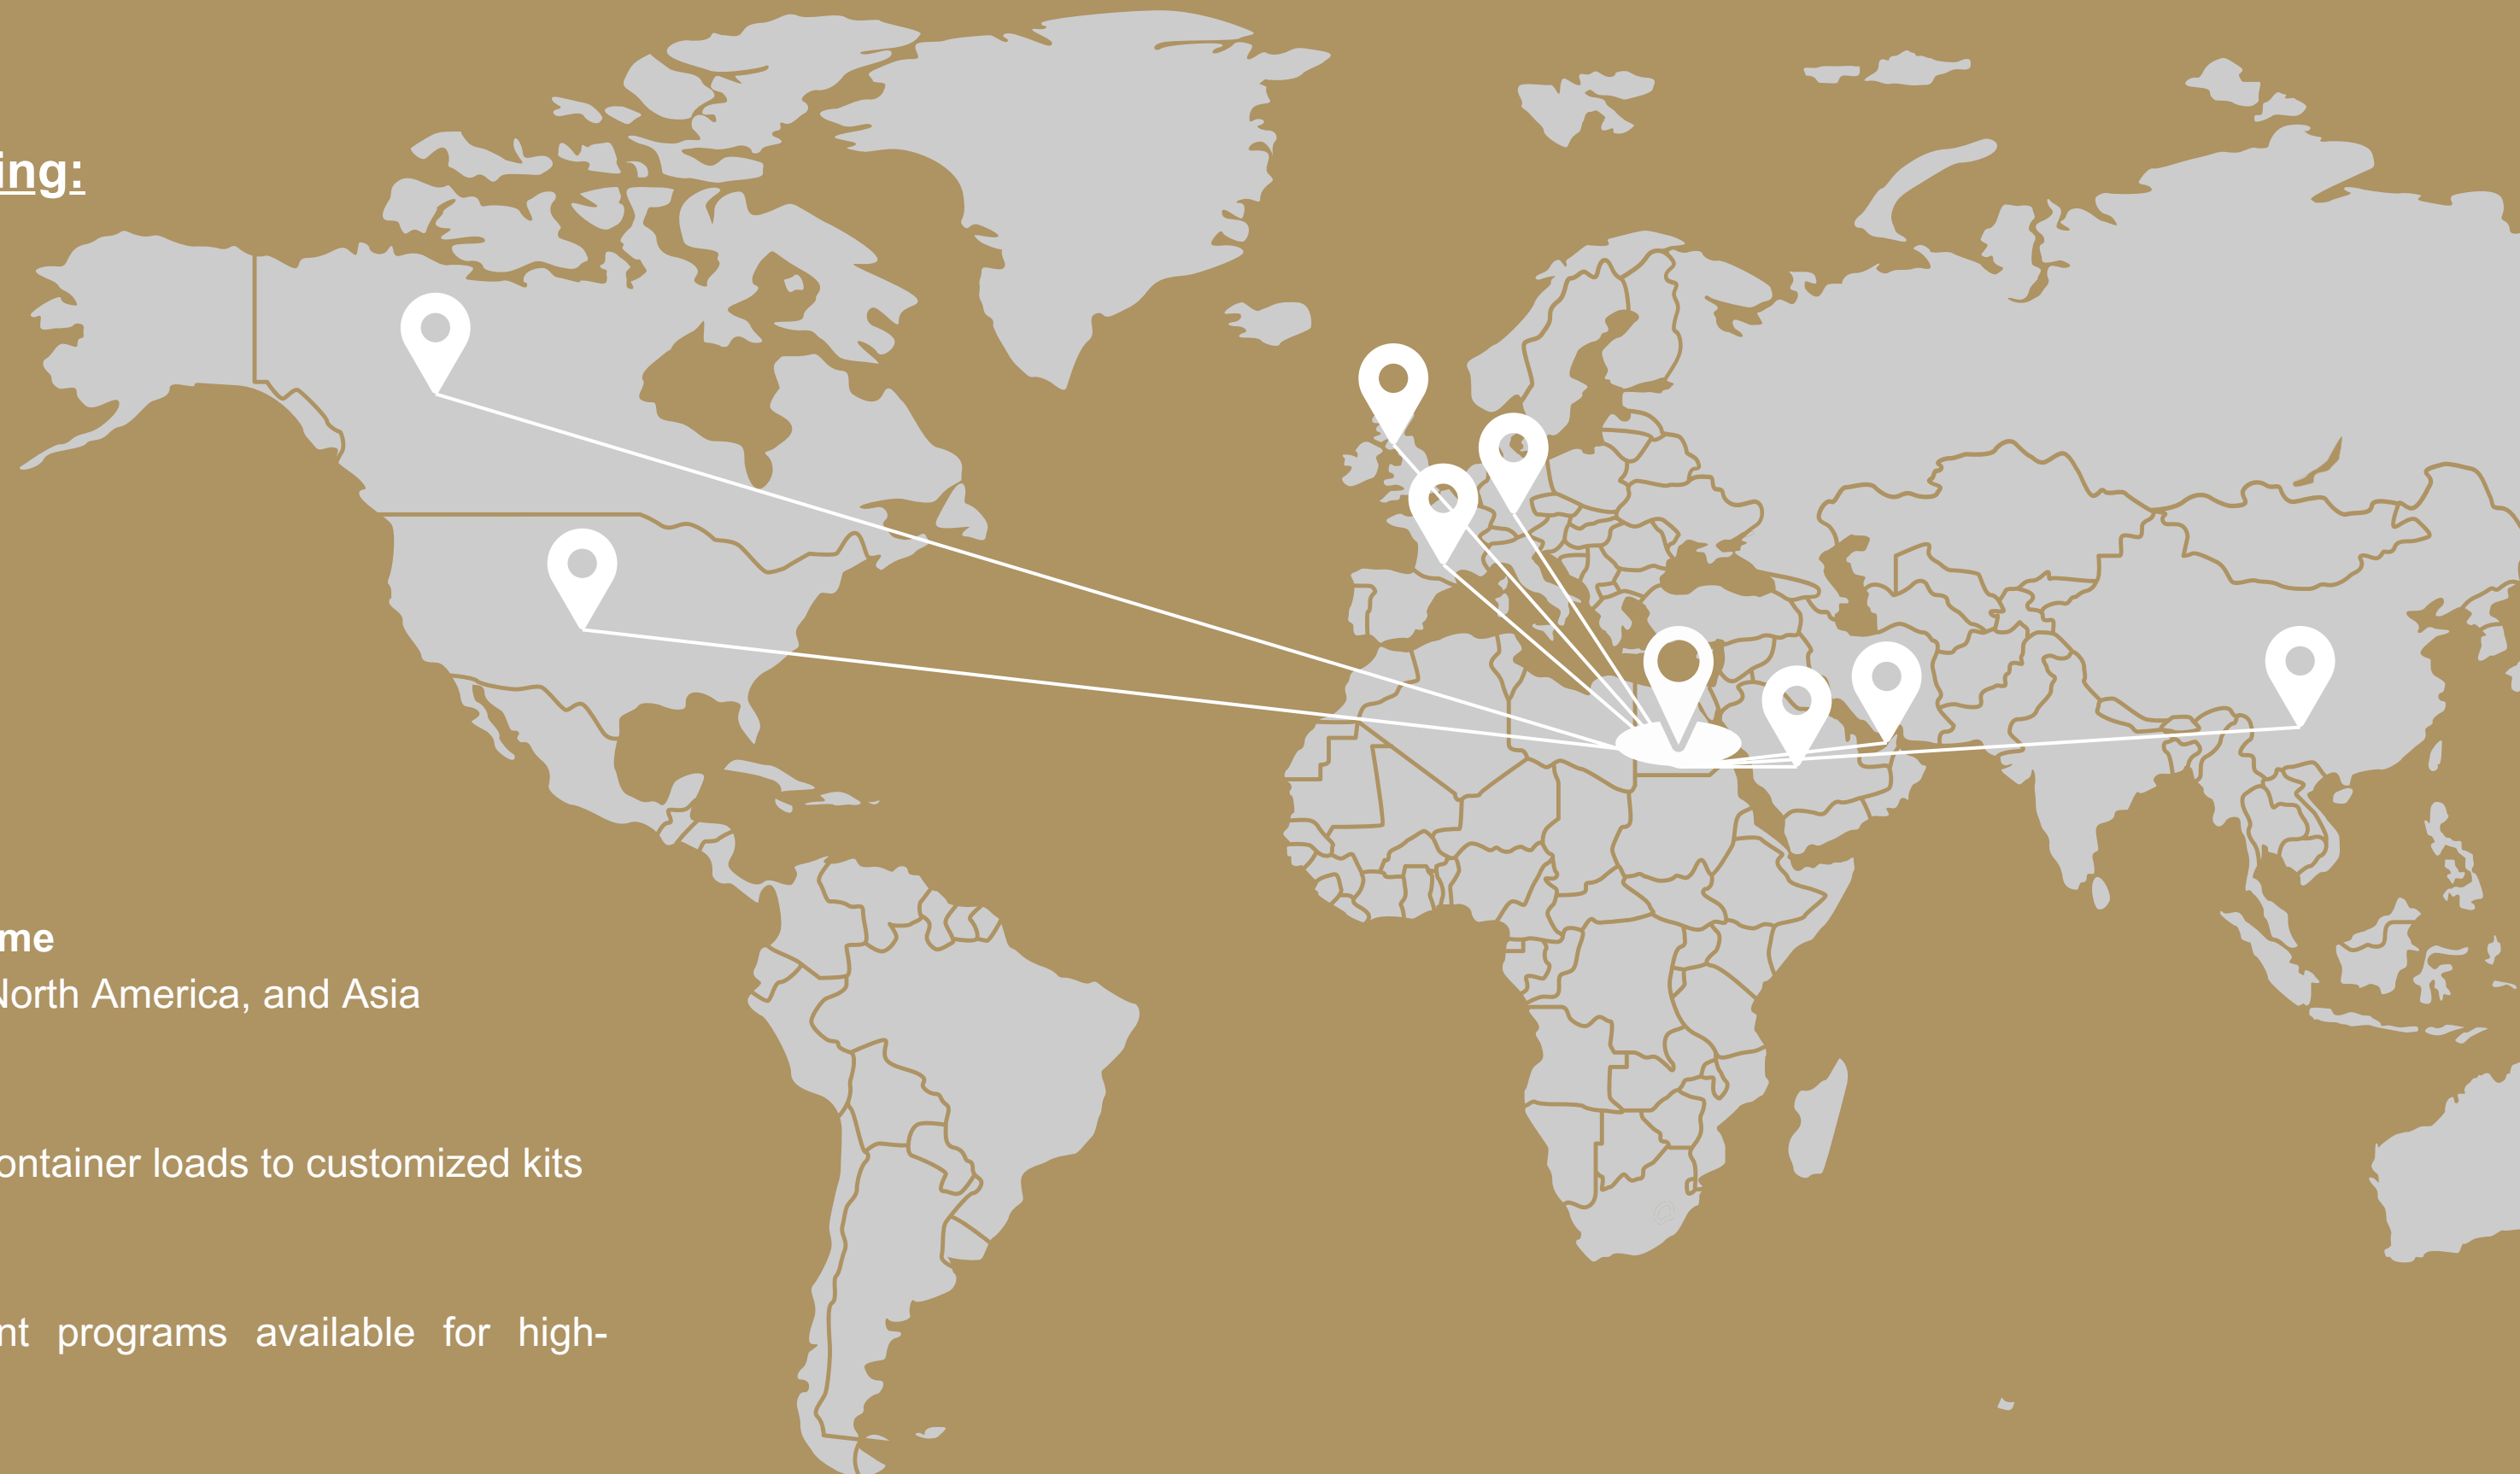 ing:
me
North America, and Asia
ontainer loads to customized kits
nt programs available for high-